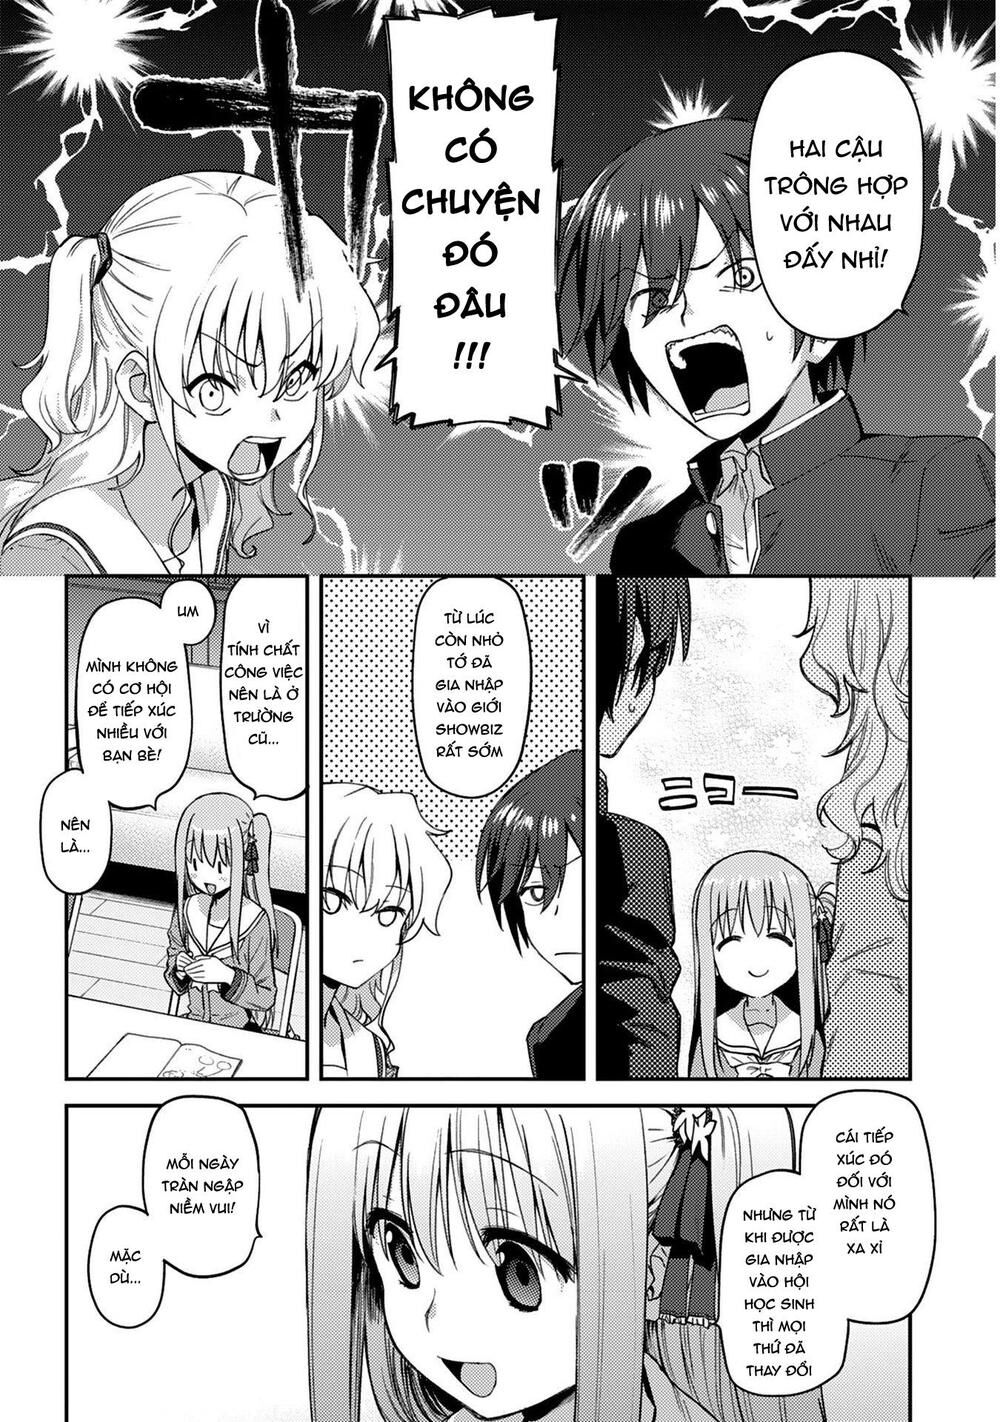 HAI CẬU
TRÔNG HỢP
VỚI NHAU
ĐẤY NHỈ!
KHÔNG
CÓ
CHUYỆN
ĐÓ
ĐÂU
!!!
カッ
ニョー
TỪ LÚC
CÒN NHỎ
TỚ ĐÃ
GIA NHẬP
VÀO GIỚI
SHOWBIZ
RẤT SỚM
VÌ
TÍNH CHẤT
CÔNG VIỆC
NÊN LÀ Ở
TRƯỜNG
CŨ...
UM
MÌNH KHÔNG
CÓ CƠ HỘI
ĐỂ TIẾP XÚC
NHIỀU VỚI
BẠN BÈ!
NÊN
LÀ...
CÁI TIẾP
XÚC ĐÓ
ĐỐI VỚI
MÌNH NÓ
RẤT LÀ
XA XỈ
NHƯNG TỪ
KHI ĐƯỢC
GIA NHẬP
VÀO HỘI
HỌC SINH
THÌ MỌI
THỨ ĐÃ
THAY ĐỔI
MỖI NGÀY
TRÀN NGẬP
NIỀM VUI!
MẶC
DÙ...